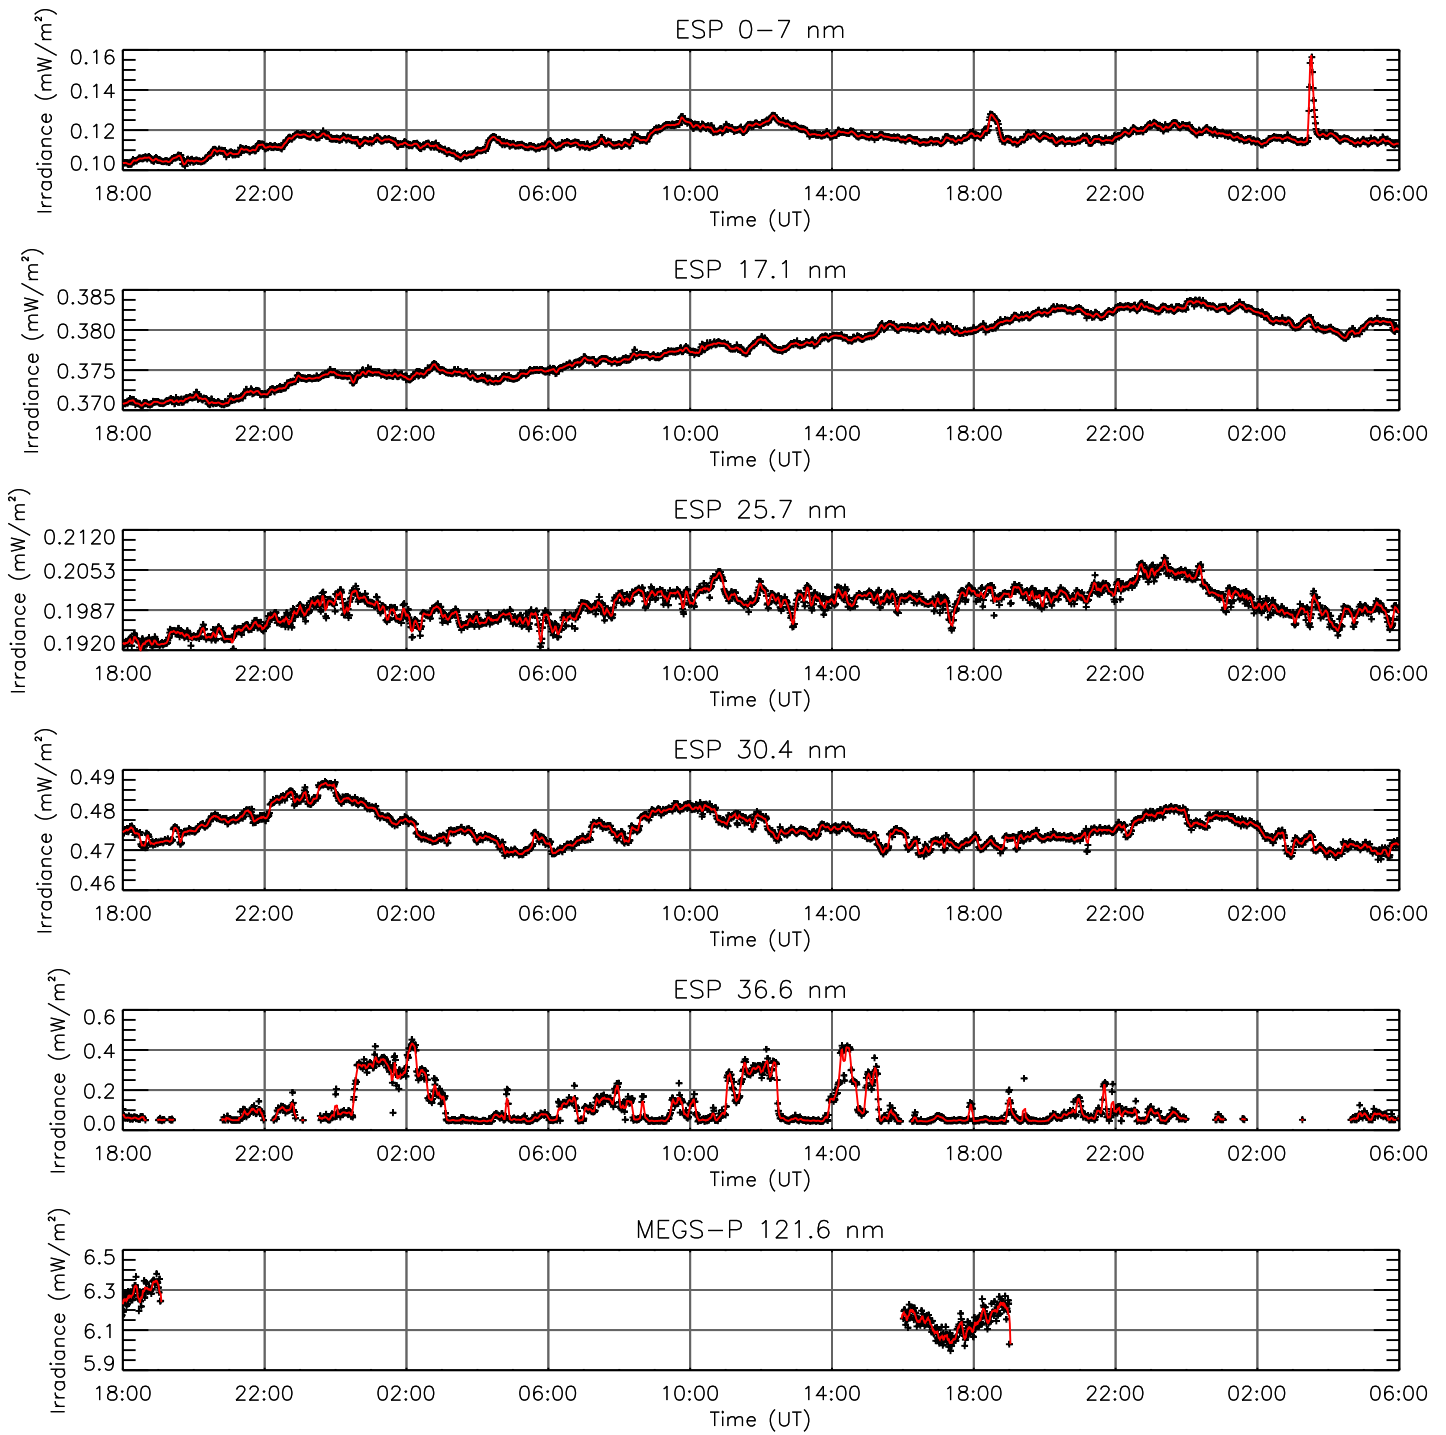 ESP 0-7 nm
Irradiance (mW/m²)
0.16
0.14
0.12
0.10
18:00 22:00 02:00 06:00 10:00 14:00 18:00 22:00 02:00 06:00
Time (UT)
ESP 17.1 nm
Irradiance (mW/m²)
0.385
0.380
0.375
0.370
18:00 22:00 02:00 06:00 10:00 14:00 18:00 22:00 02:00 06:00
Time (UT)
ESP 25.7 nm
Irradiance (mW/m²)
0.2120
0.2053
0.1987
0.1920
18:00 22:00 02:00 06:00 10:00 14:00 18:00 22:00 02:00 06:00
Time (UT)
ESP 30.4 nm
Irradiance (mW/m²)
0.49
0.48
0.47
0.46
18:00 22:00 02:00 06:00 10:00 14:00 18:00 22:00 02:00 06:00
Time (UT)
ESP 36.6 nm
Irradiance (mW/m²)
0.6
0.4
0.2
0.0
18:00 22:00 02:00 06:00 10:00 14:00 18:00 22:00 02:00 06:00
Time (UT)
MEGS-P 121.6 nm
Irradiance (mW/m²)
6.5
6.3
6.1
5.9
18:00 22:00 02:00 06:00 10:00 14:00 18:00 22:00 02:00 06:00
Time (UT)